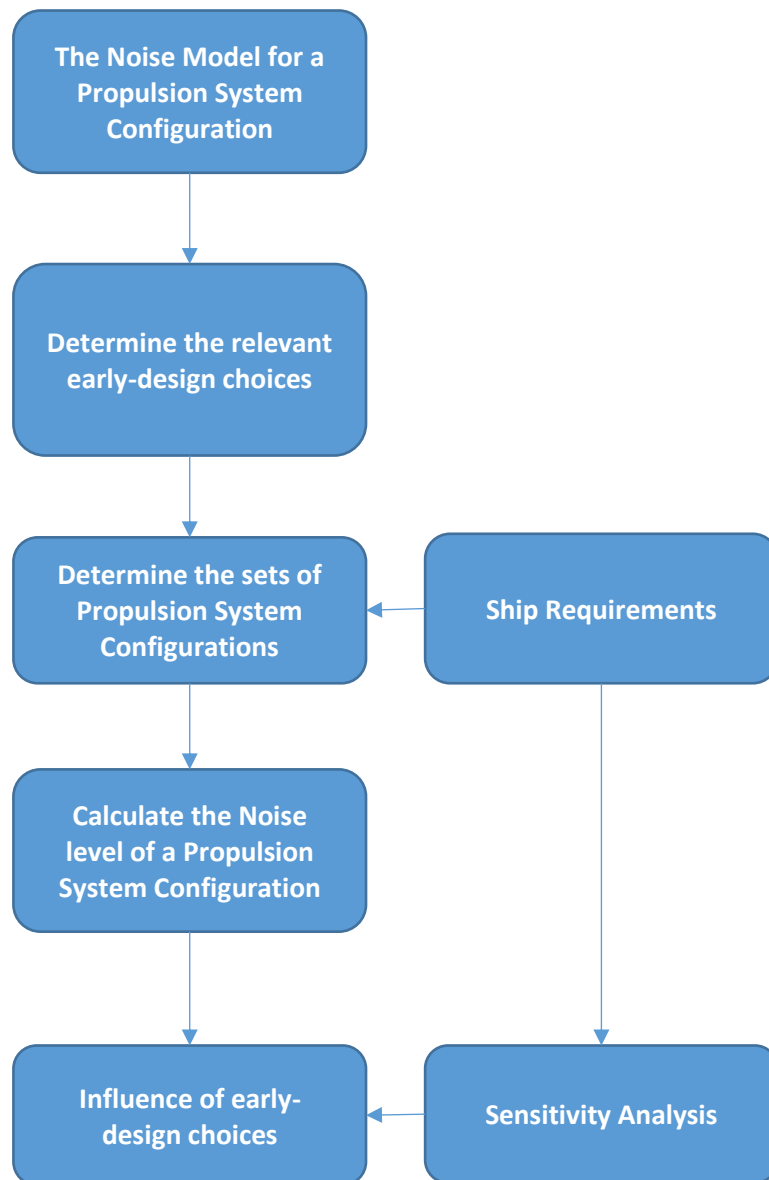 The Noise Model for a
Propulsion System
Configuration
Determine the relevant
early-design choices
Determine the sets of
Propulsion System
Configurations
Ship Requirements
Calculate the Noise
level of a Propulsion
System Configuration
Influence of early-
design choices
Sensitivity Analysis